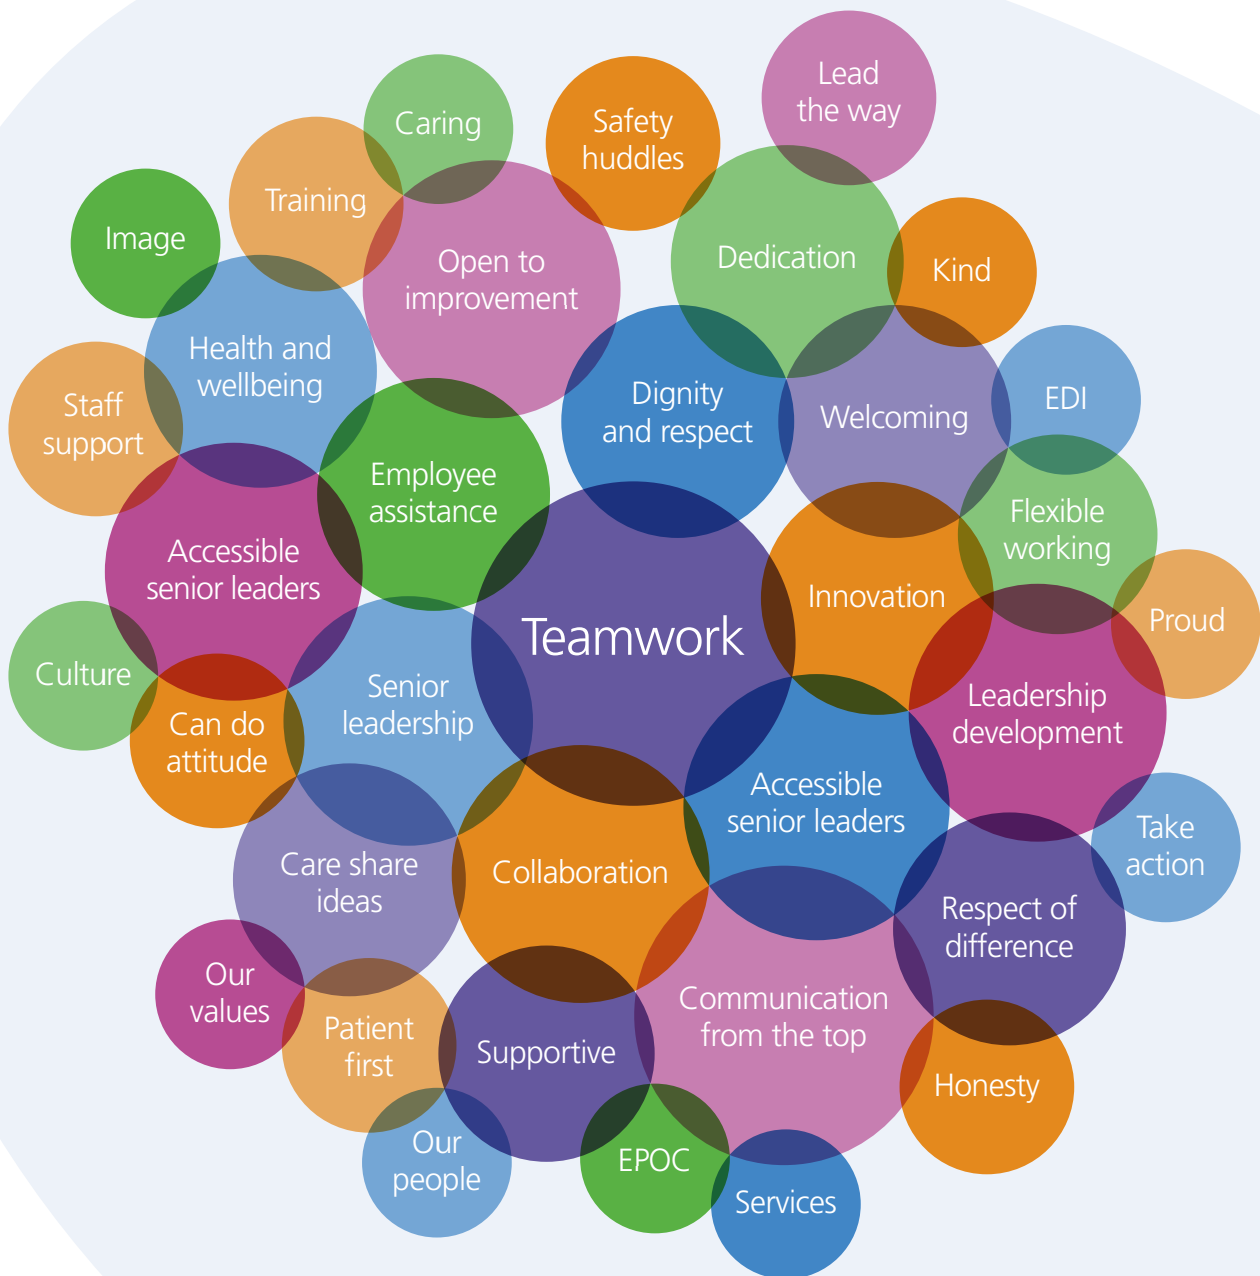 Lead
the way
Caring
Safety
huddles
Training
Image
Open to
improvement
Dedication
Kind
Health and
wellbeing
Staff
support
Dignity
and respect
Welcoming
EDI
Employee
assistance
Flexible
working
Accessible
senior leaders
Innovation
Proud
Teamwork
Culture
Senior
leadership
Leadership
development
Can do
attitude
Accessible
senior leaders
Take
action
Care share
ideas
Collaboration
Respect of
difference
Our
values
Communication
from the top
Patient
first
Supportive
Honesty
Our
people
EPOC
Services